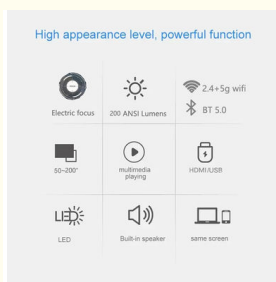 High appearance level, powerful function
Electric focus
200 ANSI Lumens
2.4+5g wifi
BT 5.0
50-200"
multimedia
playing
HDMI/USB
LED
LED
Built-in speaker
same screen